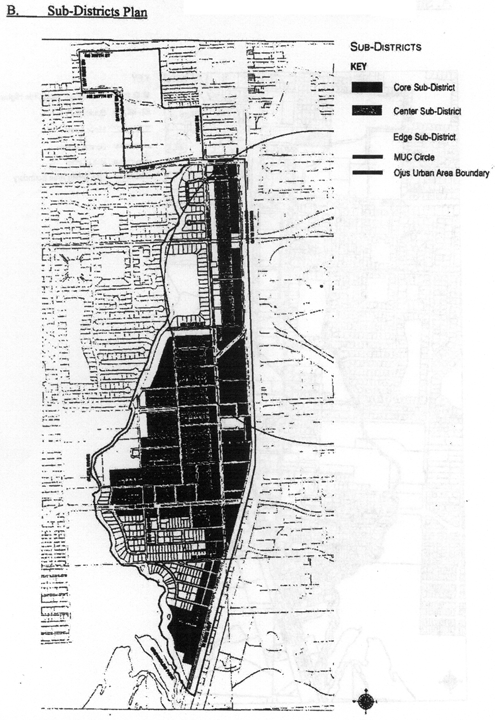 B. Sub-Districts Plan
SUB-DISTRICTS
KEY
Core Sub-District
Center Sub-District
Edge Sub-District
MUC Circle
Ojus Urban Area Boundary